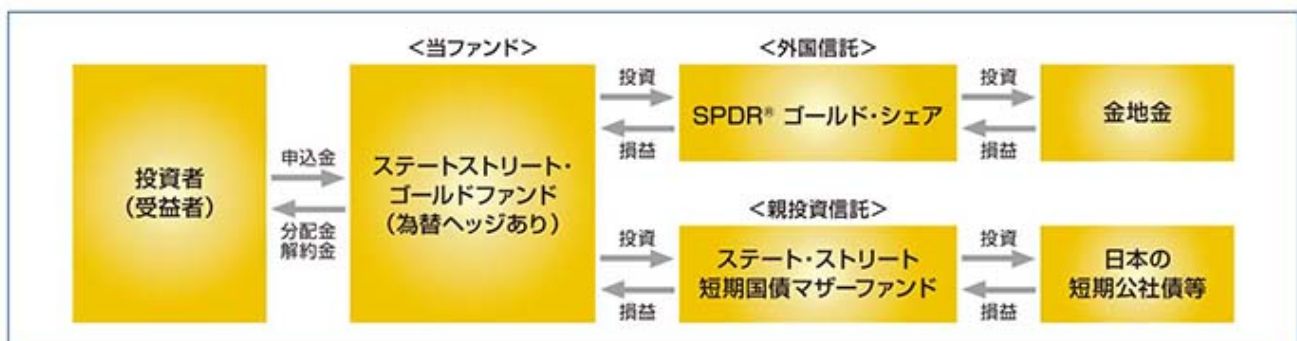 <当ファンド>
<外国信託>
投資者
(受益者)
申込金
分配金
解約金
ステートストリート・
ゴールドファンド
(為替ヘッジあり)
投資
損益
SPDR® ゴールド・シェア
投資
損益
金地金
<親投資信託>
投資
損益
ステート・ストリート
短期国債マザーファンド
投資
損益
日本の
短期公社債等